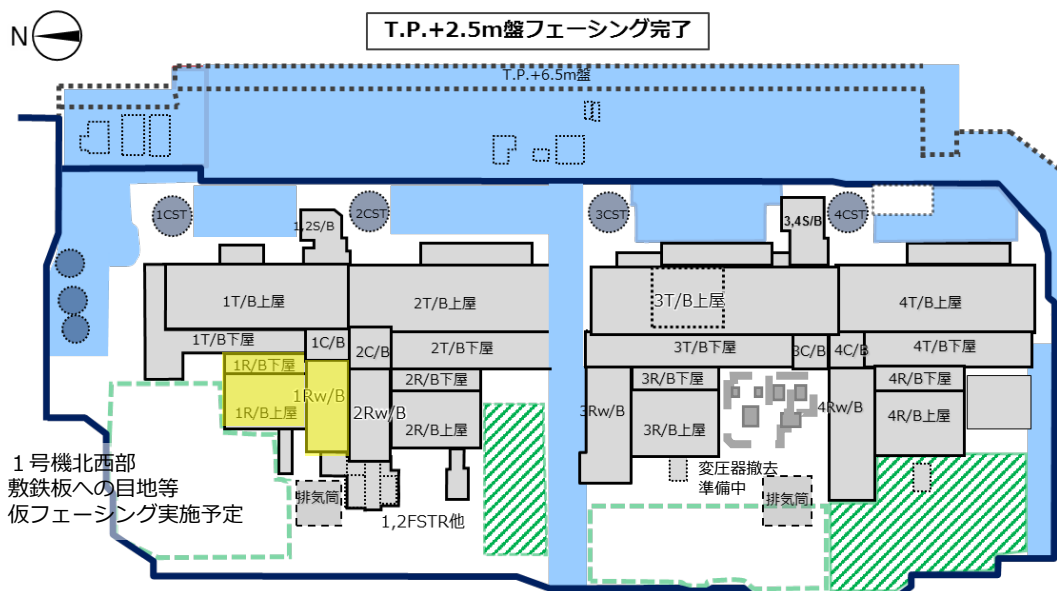 N
T.P.+2.5m盤フェーシング完了
T.P.+6.5m盤
1CST
1,2S/B
2CST
3CST
3,4S/B
4CST
1T/B上屋
2T/B上屋
3T/B上屋
4T/B上屋
1T/B下屋
1C/B
2C/B
2T/B下屋
3T/B下屋
3C/B
4C/B
4T/B下屋
1R/B下屋
2R/B下屋
3R/B下屋
4R/B下屋
1R/B上屋
1Rw/B
2Rw/B
2R/B上屋
3Rw/B
3R/B上屋
4Rw/B
4R/B上屋
1号機北西部
敷鉄板への目地等
仮フェーシング実施予定
排気筒
1,2FSTR他
変圧器撤去
準備中
排気筒